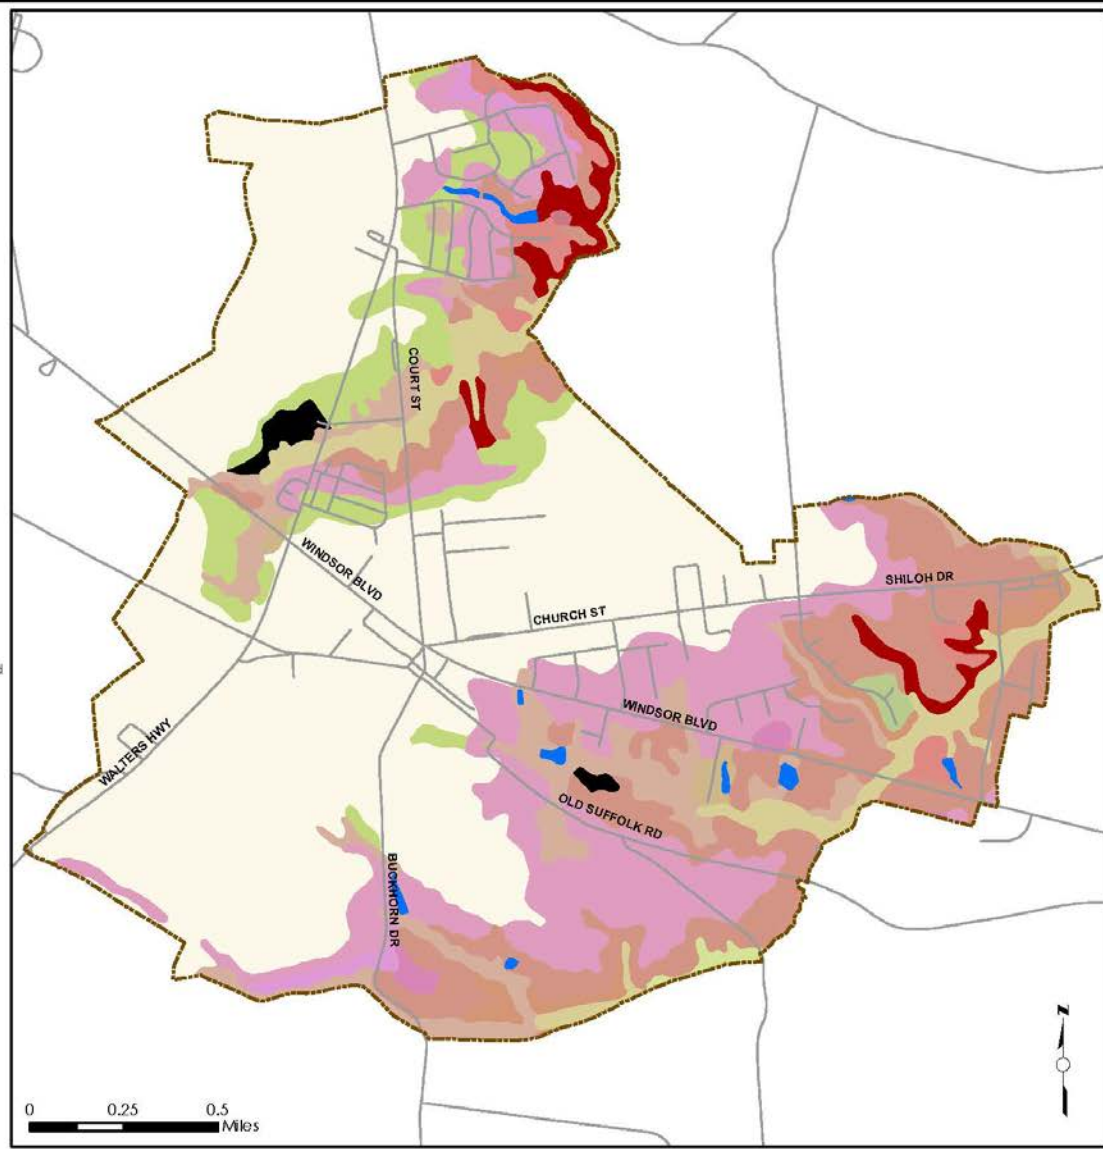 COURT ST
WINDSOR BLVD
CHURCH ST
SHILOH DR
WINDSOR BLVD
WALTERS HWY
OLD SUFFOLK RD
BUCKHORN DR
N
0 0.25 0.5
Miles